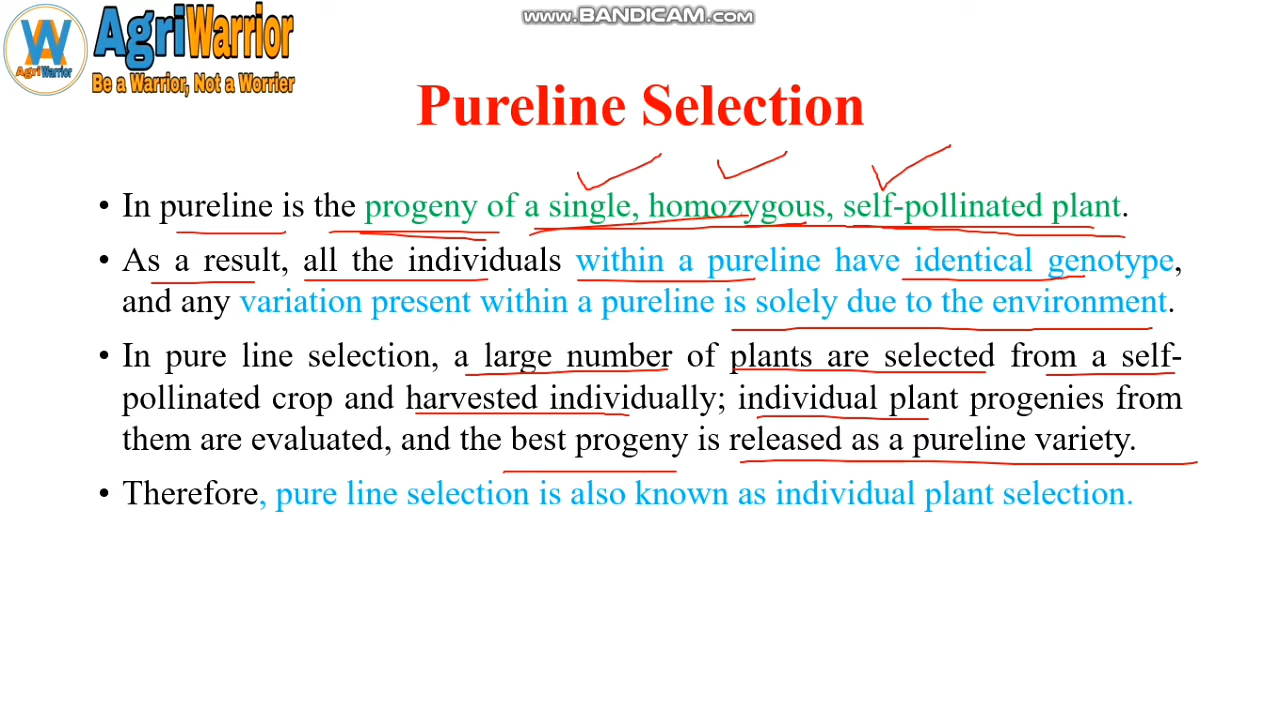 www.BANDICAM.com
AgriWarrior
AgriWarrior
Be a Warrior, Not a Worrier
Pureline Selection
• In pureline is the progeny of a single, homozygous, self-pollinated plant.
• As a result, all the individuals within a pureline have identical genotype,
and any variation present within a pureline is solely due to the environment.
• In pure line selection, a large number of plants are selected from a self-
pollinated crop and harvested individually; individual plant progenies from
them are evaluated, and the best progeny is released as a pureline variety.
• Therefore, pure line selection is also known as individual plant selection.